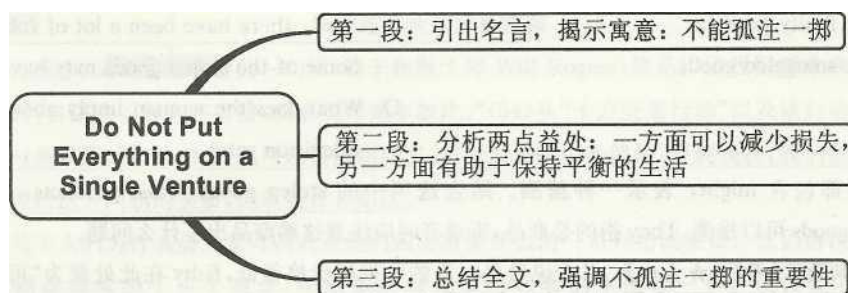 Do Not Put
Everything on a
Single Venture
第一段：引出名言，揭示寓意：不能孤注一掷
第二段：分析两点益处：一方面可以减少损失，
另一方面有助于保持平衡的生活
第三段：总结全文，强调不孤注一掷的重要性